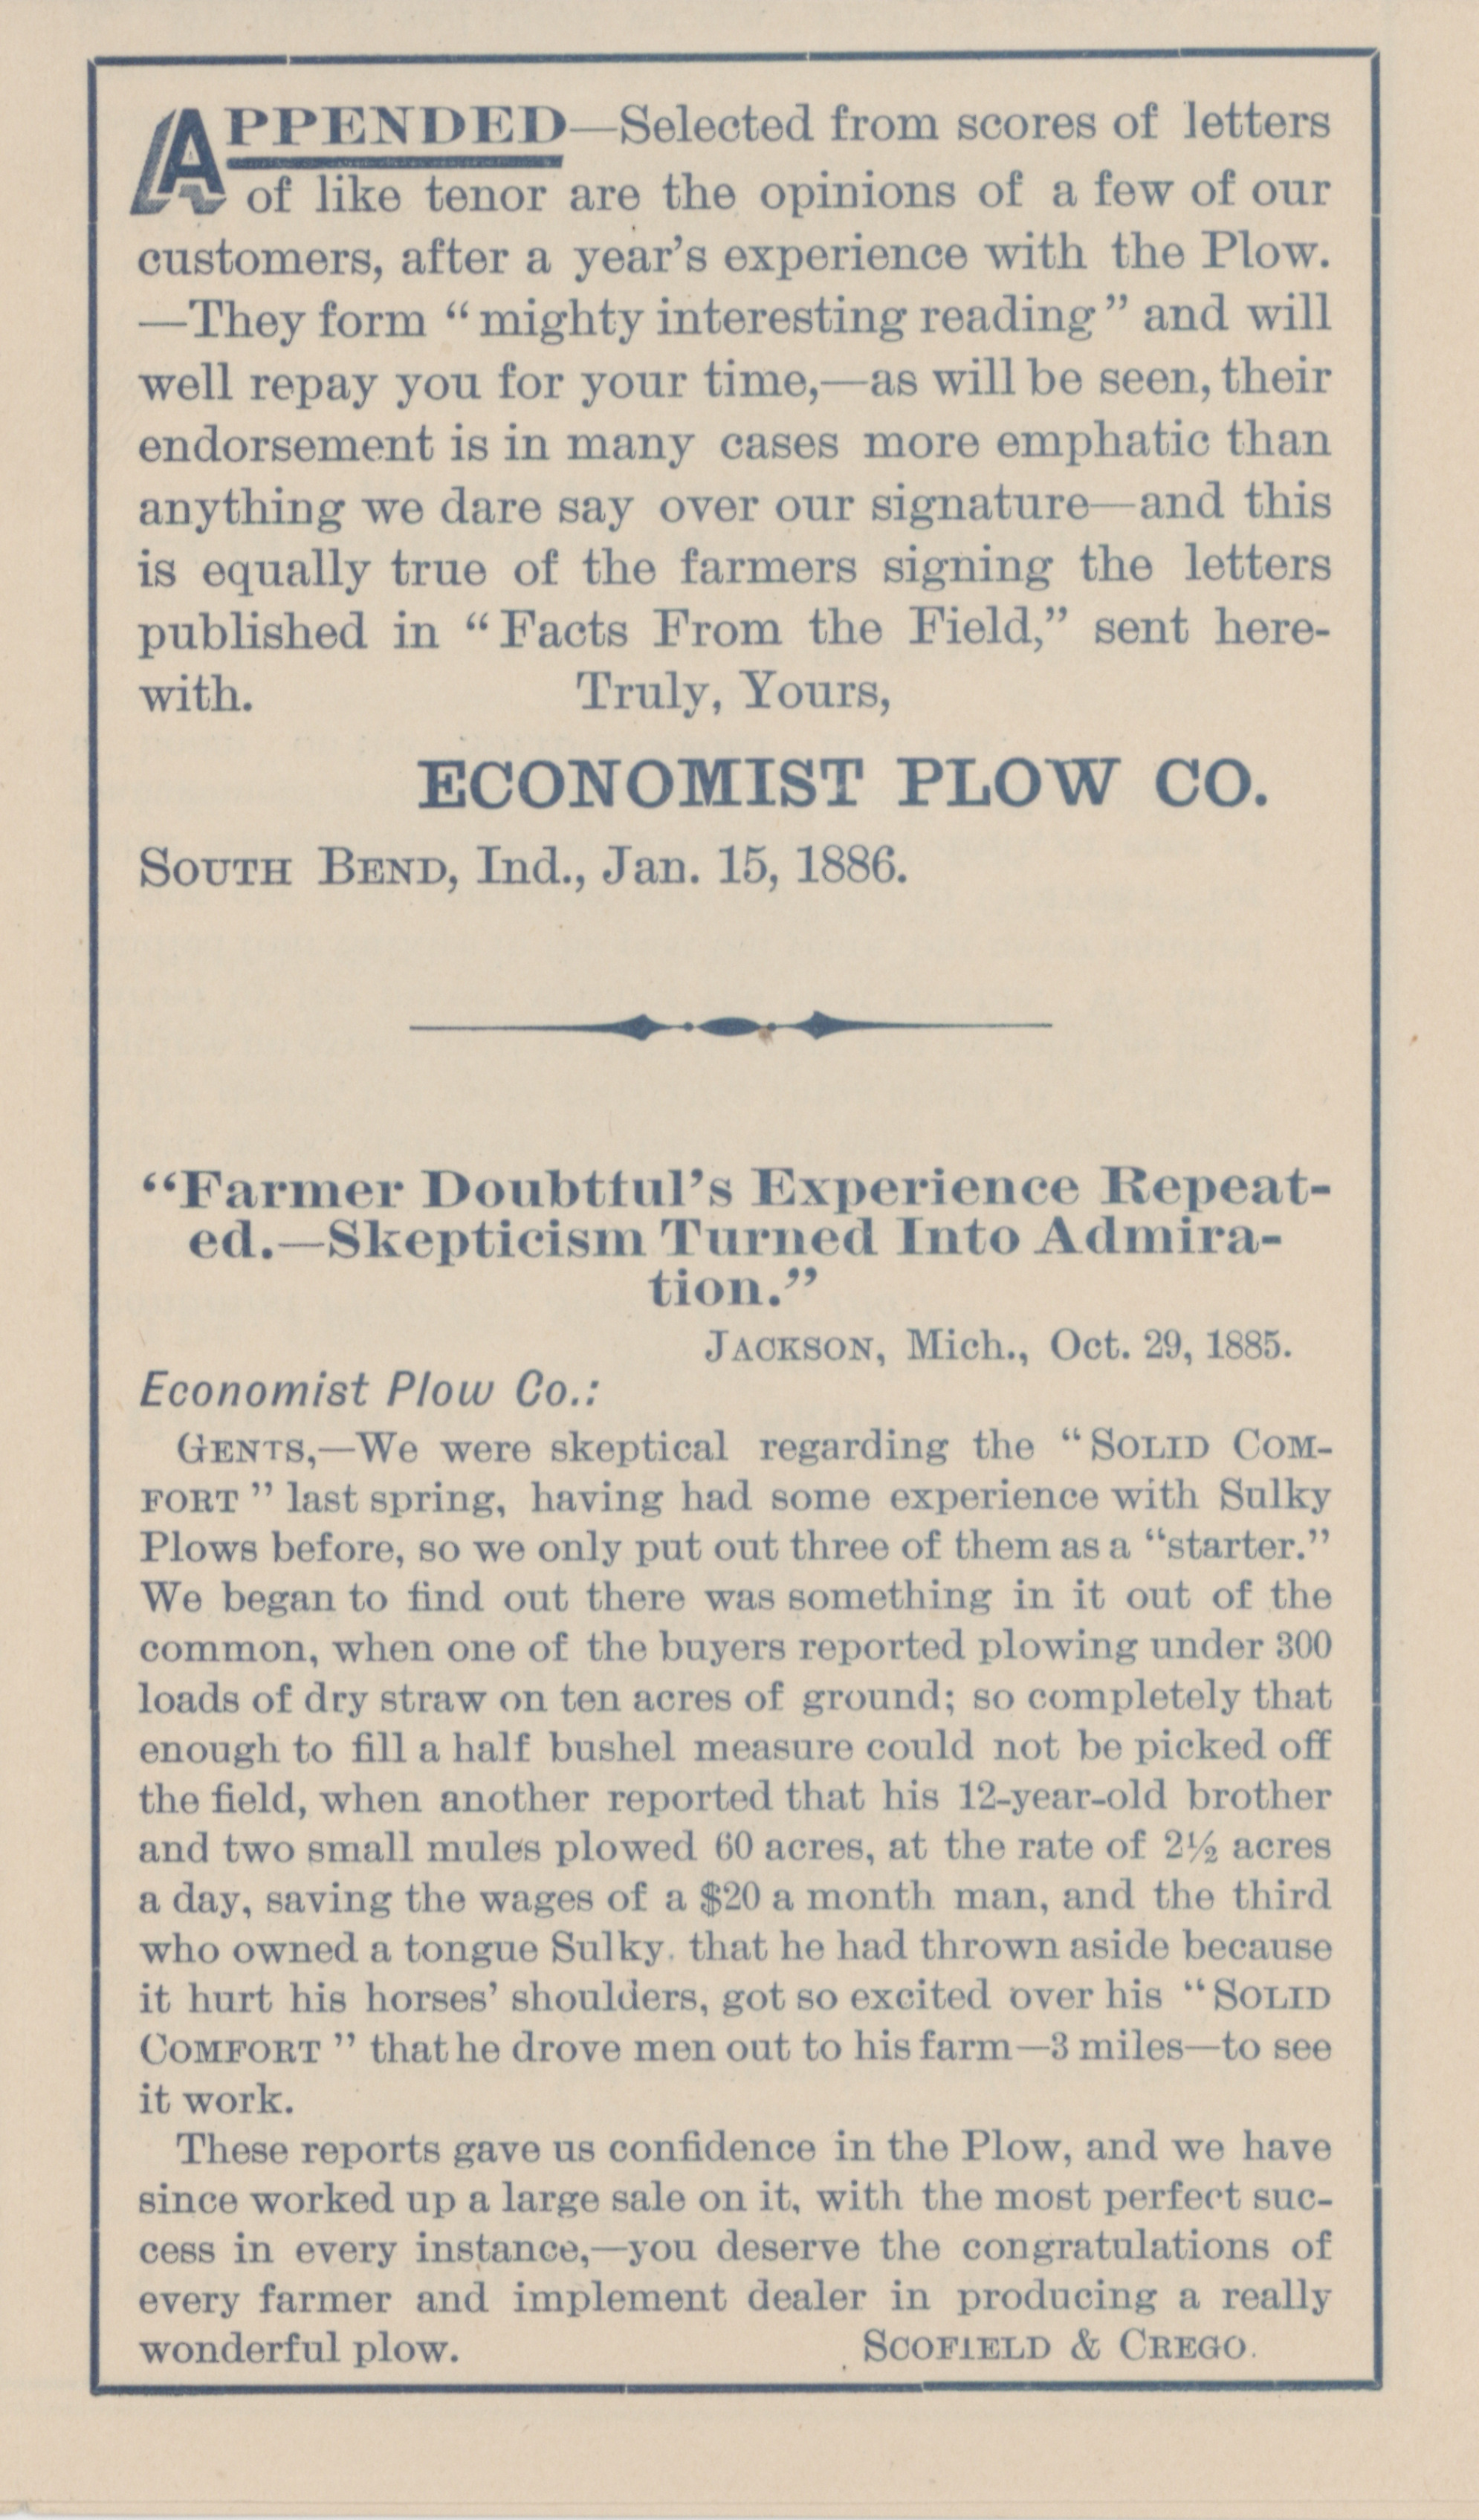 APPENDED—Selected from scores of letters
of like tenor are the opinions of a few of our
customers, after a year's experience with the Plow.
—They form “mighty interesting reading” and will
well repay you for your time,—as will be seen, their
endorsement is in many cases more emphatic than
anything we dare say over our signature—and this
is equally true of the farmers signing the letters
published in “Facts From the Field,” sent here-
with. Truly, Yours,
ECONOMIST PLOW CO.
SOUTH BEND, Ind., Jan. 15, 1886.
“Farmer Doubtful's Experience Repeat-
ed.—Skepticism Turned Into Admira-
tion.”
JACKSON, Mich., Oct. 29, 1885.
Economist Plow Co.:
GENTS,—We were skeptical regarding the “SOLID COM-
FORT” last spring, having had some experience with Sulky
Plows before, so we only put out three of them as a “starter.”
We began to find out there was something in it out of the
common, when one of the buyers reported plowing under 300
loads of dry straw on ten acres of ground; so completely that
enough to fill a half bushel measure could not be picked off
the field, when another reported that his 12-year-old brother
and two small mules plowed 60 acres, at the rate of 2½ acres
a day, saving the wages of a $20 a month man, and the third
who owned a tongue Sulky. that he had thrown aside because
it hurt his horses' shoulders, got so excited over his “SOLID
COMFORT” that he drove men out to his farm—3 miles—to see
it work.
These reports gave us confidence in the Plow, and we have
since worked up a large sale on it, with the most perfect suc-
cess in every instance,—you deserve the congratulations of
every farmer and implement dealer in producing a really
wonderful plow. SCOFIELD & CREGO.